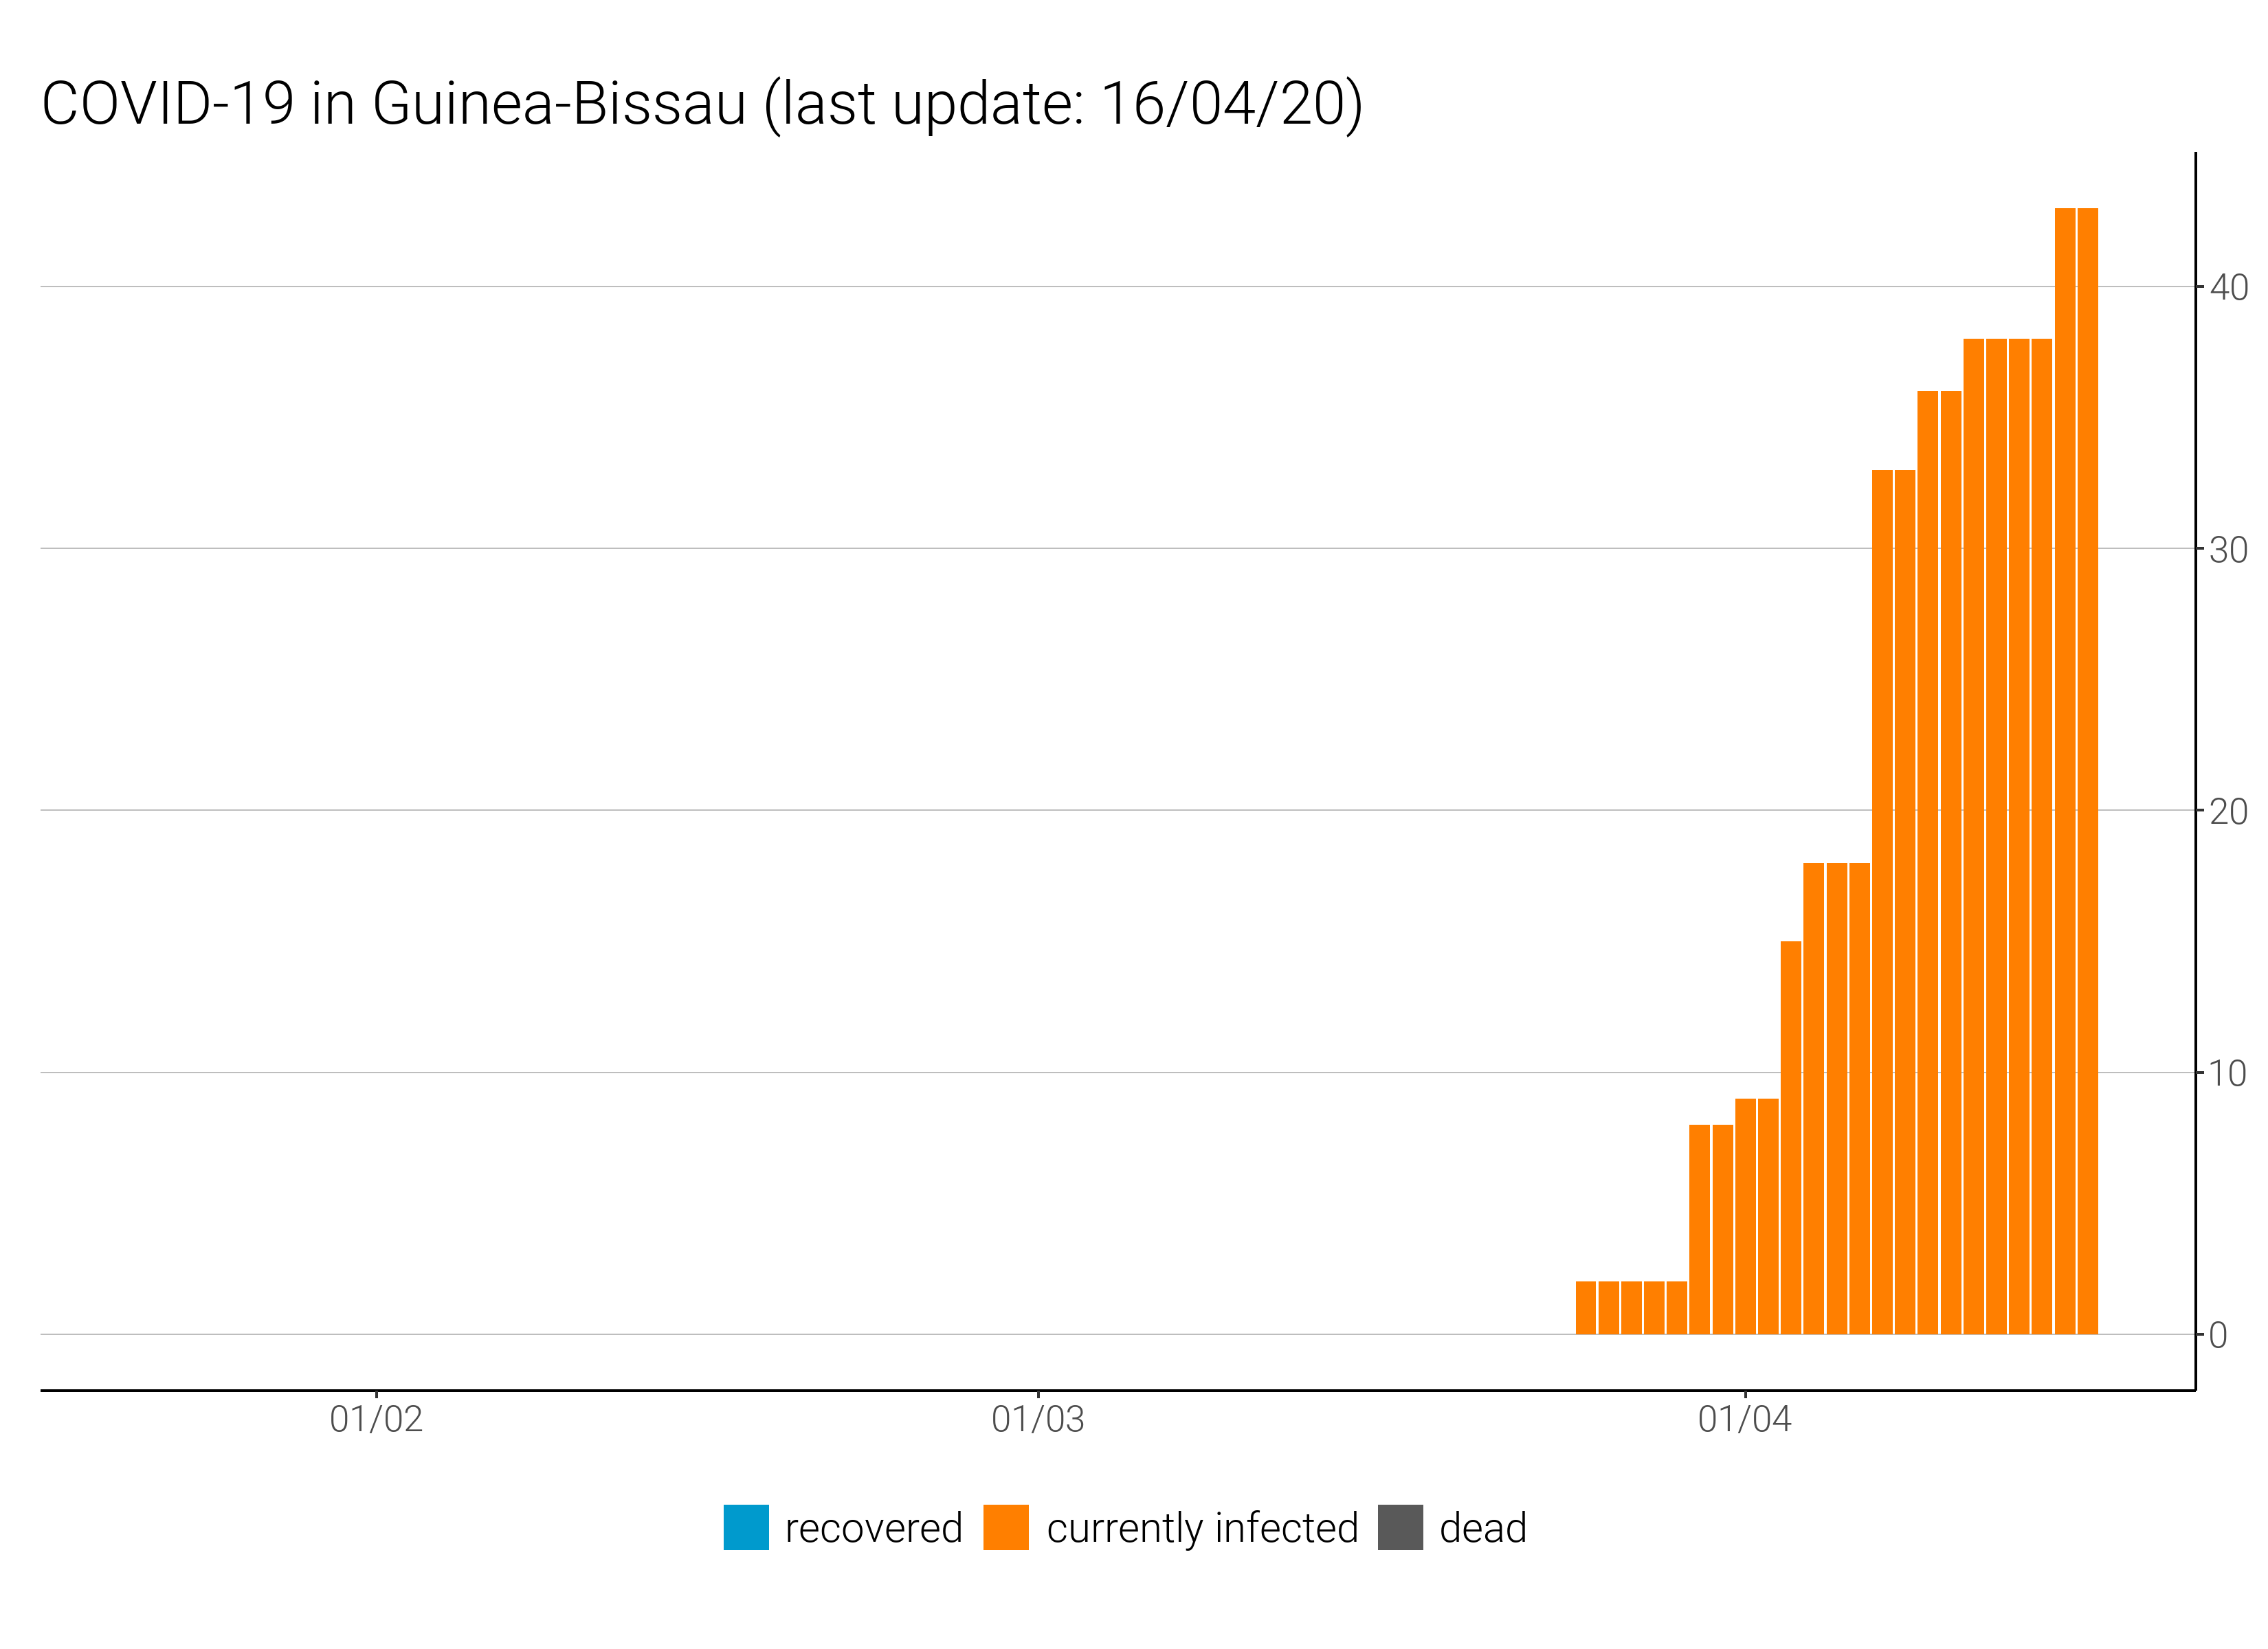 COVID-19 in Guinea-Bissau (last update: 16/04/20)
40
30
20
10
0
01/02 01/03 01/04
recovered currently infected dead